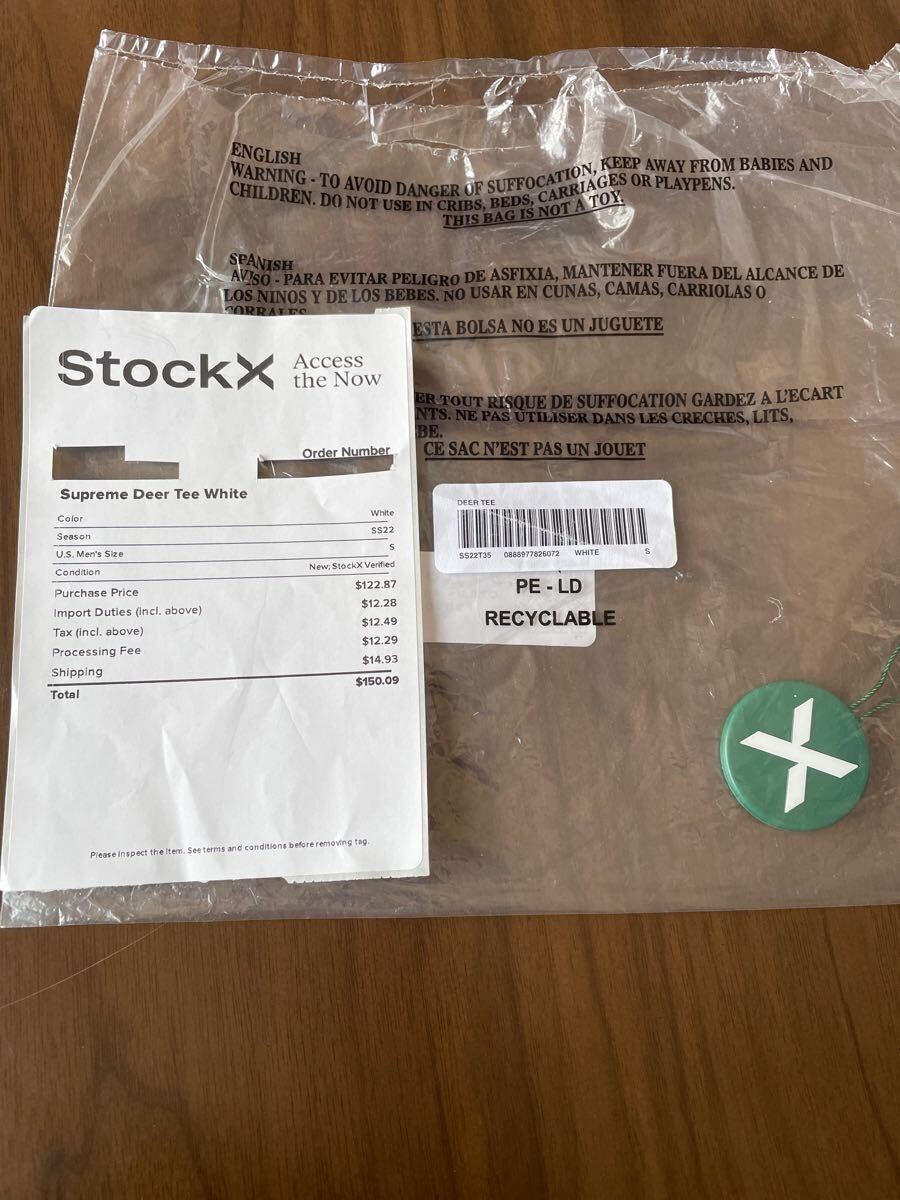 ENGLISH
WARNING - TO AVOID DANGER OF SUFFOCATION, KEEP AWAY FROM BABIES AND
CHILDREN. DO NOT USE IN CRIBS, BEDS, CARRIAGES OR PLAYPENS.
THIS BAG IS NOT A TOY.
SPANISH
AVISO - PARA EVITAR PELIGRO DE ASFIXIA, MANTENER FUERA DEL ALCANCE DE
LOS NINOS Y DE LOS BEBES. NO USAR EN CUNAS, CAMAS, CARRIOLAS O
CORRALES
ESTA BOLSA NO ES UN JUGUETE
TOUT RISQUE DE SUFFOCATION GARDEZ A L'ECART
NE PAS UTILISER DANS LES CRECHES, LITS,
CE SAC N'EST PAS UN JOUET
StockX Access
the Now
Order Number
Supreme Deer Tee White
Color White
Season SS22
U.S. Men's Size S
Condition New; StockX Verified
Purchase Price $122.87
Import Duties (incl. above) $12.28
Tax (incl. above) $12.49
Processing Fee $12.29
Shipping $14.93
Total $150.09
Please inspect the item. See terms and conditions before removing tag.
DEER TEE
SS22T35 0888977826072 WHITE S
PE - LD
RECYCLABLE
X